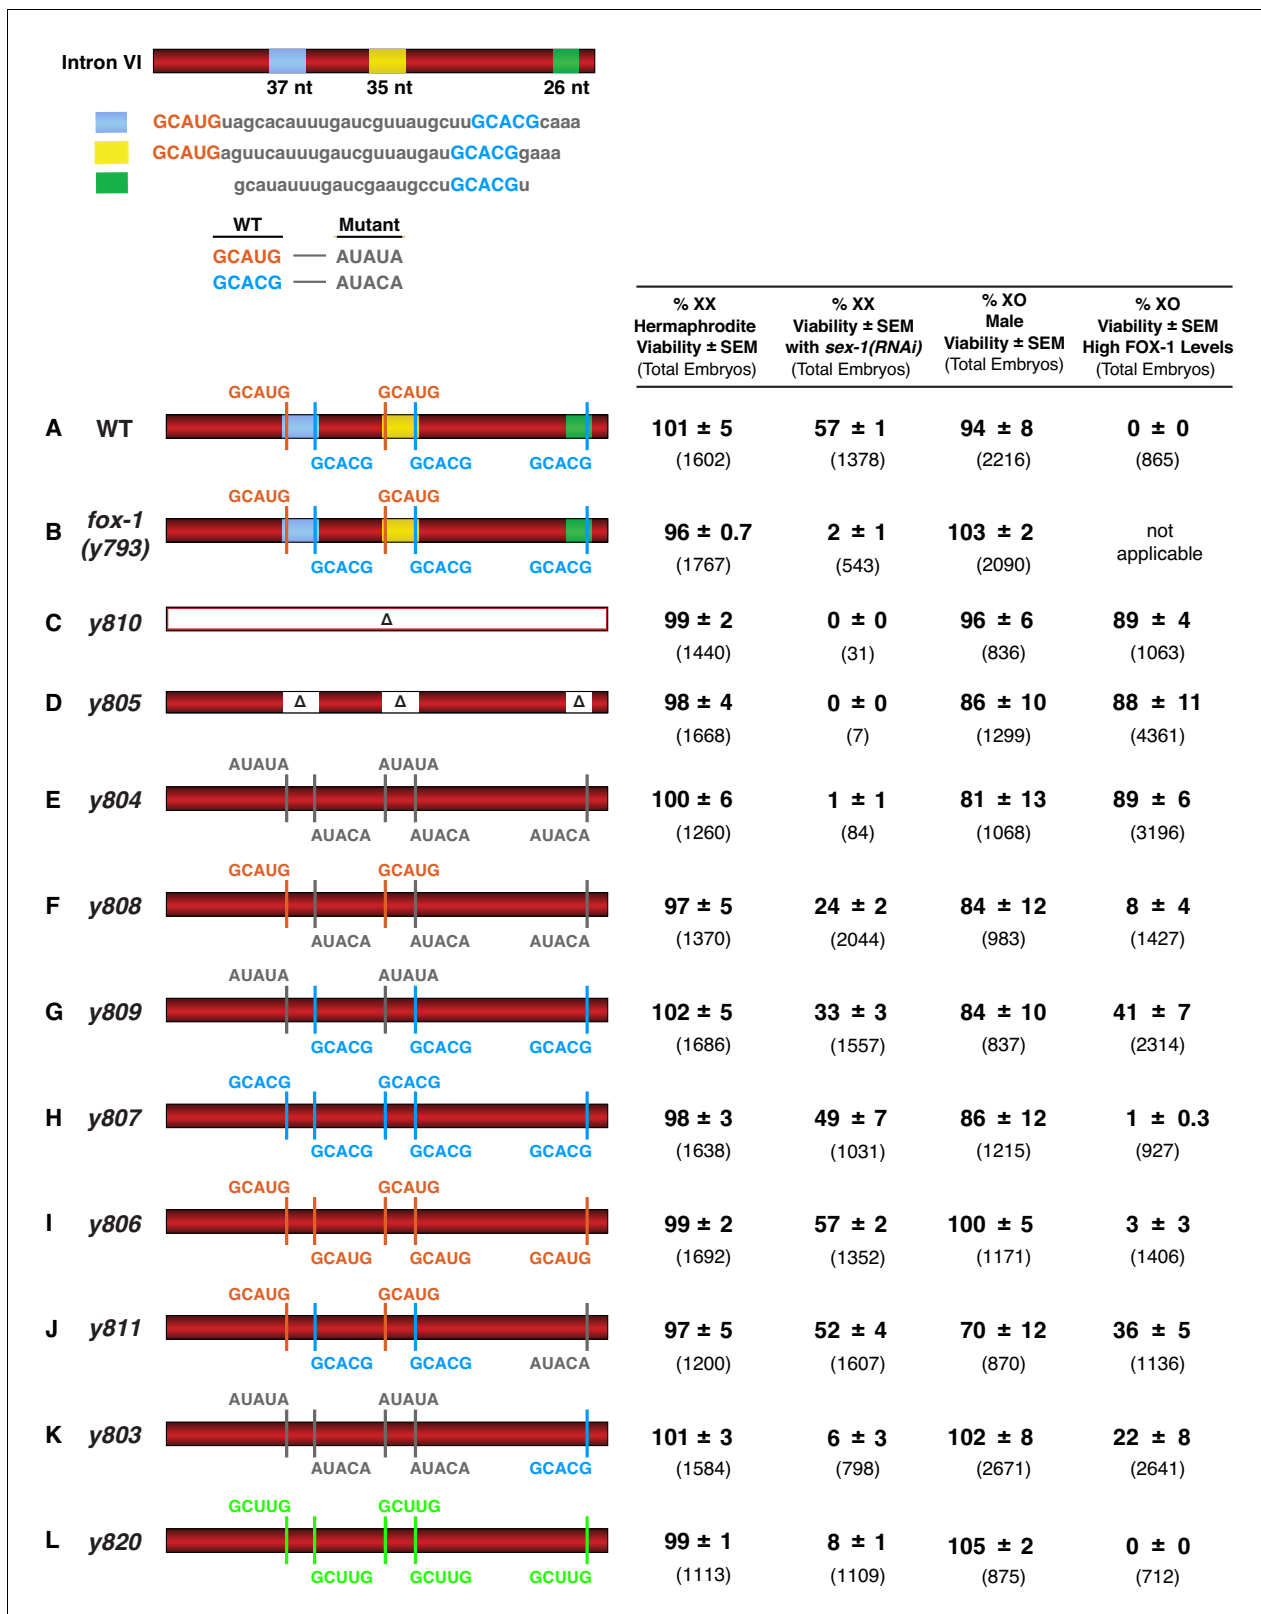 Intron VI
37 nt 35 nt 26 nt
GCAUGuagcacauuugaucguuaugcuuGCACGcaaa
GCAUGaguucauuugaucguuaugauGCACGgaaa
gcauauuugaucgaaugccuGCACGu
WT Mutant
GCAUG — AUAUA
GCACG — AUACA
% XX
Hermaphrodite
Viability ± SEM
(Total Embryos)
% XX
Viability ± SEM
with sex-1(RNAi)
(Total Embryos)
% XO
Male
Viability ± SEM
(Total Embryos)
% XO
Viability ± SEM
High FOX-1 Levels
(Total Embryos)
GCAUG GCAUG
A WT 101 ± 5 57 ± 1 94 ± 8 0 ± 0
GCACG GCACG GCACG (1602) (1378) (2216) (865)
GCAUG GCAUG
B fox-1 (y793) 96 ± 0.7 2 ± 1 103 ± 2 not applicable
GCACG GCACG GCACG (1767) (543) (2090)
C y810 Δ 99 ± 2 0 ± 0 96 ± 6 89 ± 4
(1440) (31) (836) (1063)
D y805 Δ Δ Δ 98 ± 4 0 ± 0 86 ± 10 88 ± 11
(1668) (7) (1299) (4361)
AUAUA AUAUA
E y804 100 ± 6 1 ± 1 81 ± 13 89 ± 6
AUACA AUACA AUACA (1260) (84) (1068) (3196)
GCAUG GCAUG
F y808 97 ± 5 24 ± 2 84 ± 12 8 ± 4
AUACA AUACA AUACA (1370) (2044) (983) (1427)
AUAUA AUAUA
G y809 102 ± 5 33 ± 3 84 ± 10 41 ± 7
GCACG GCACG GCACG (1686) (1557) (837) (2314)
GCACG GCACG
H y807 98 ± 3 49 ± 7 86 ± 12 1 ± 0.3
GCACG GCACG GCACG (1638) (1031) (1215) (927)
GCAUG GCAUG
I y806 99 ± 2 57 ± 2 100 ± 5 3 ± 3
GCAUG GCAUG GCAUG (1692) (1352) (1171) (1406)
GCAUG GCAUG
J y811 97 ± 5 52 ± 4 70 ± 12 36 ± 5
GCACG GCACG AUACA (1200) (1607) (870) (1136)
AUAUA AUAUA
K y803 101 ± 3 6 ± 3 102 ± 8 22 ± 8
AUACA AUACA GCACG (1584) (798) (2671) (2641)
GCUUG GCUUG
L y820 99 ± 1 8 ± 1 105 ± 2 0 ± 0
GCUUG GCUUG GCUUG (1113) (1109) (875) (712)